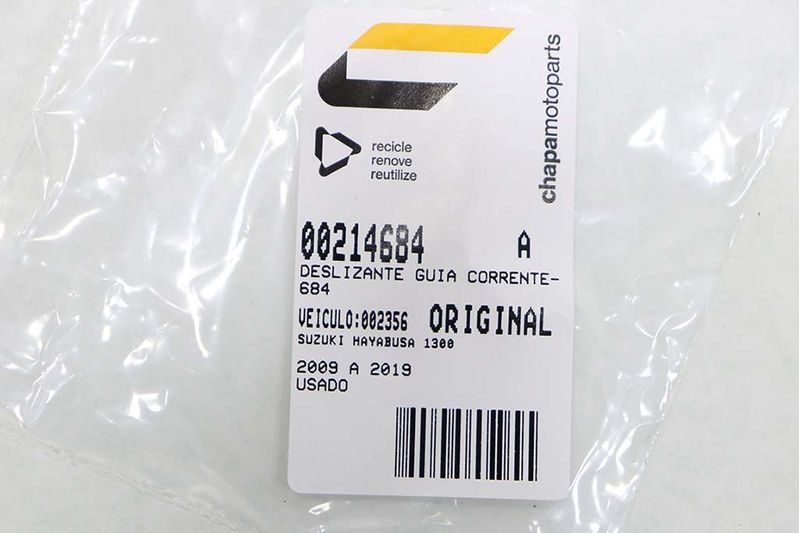 recicle
renove
reutilize
chapamotoparts
00214684 A
DESLIZANTE GUIA CORRENTE-
684
VEICULO:002356 ORIGINAL
SUZUKI HAYABUSA 1300
2009 A 2019
USADO